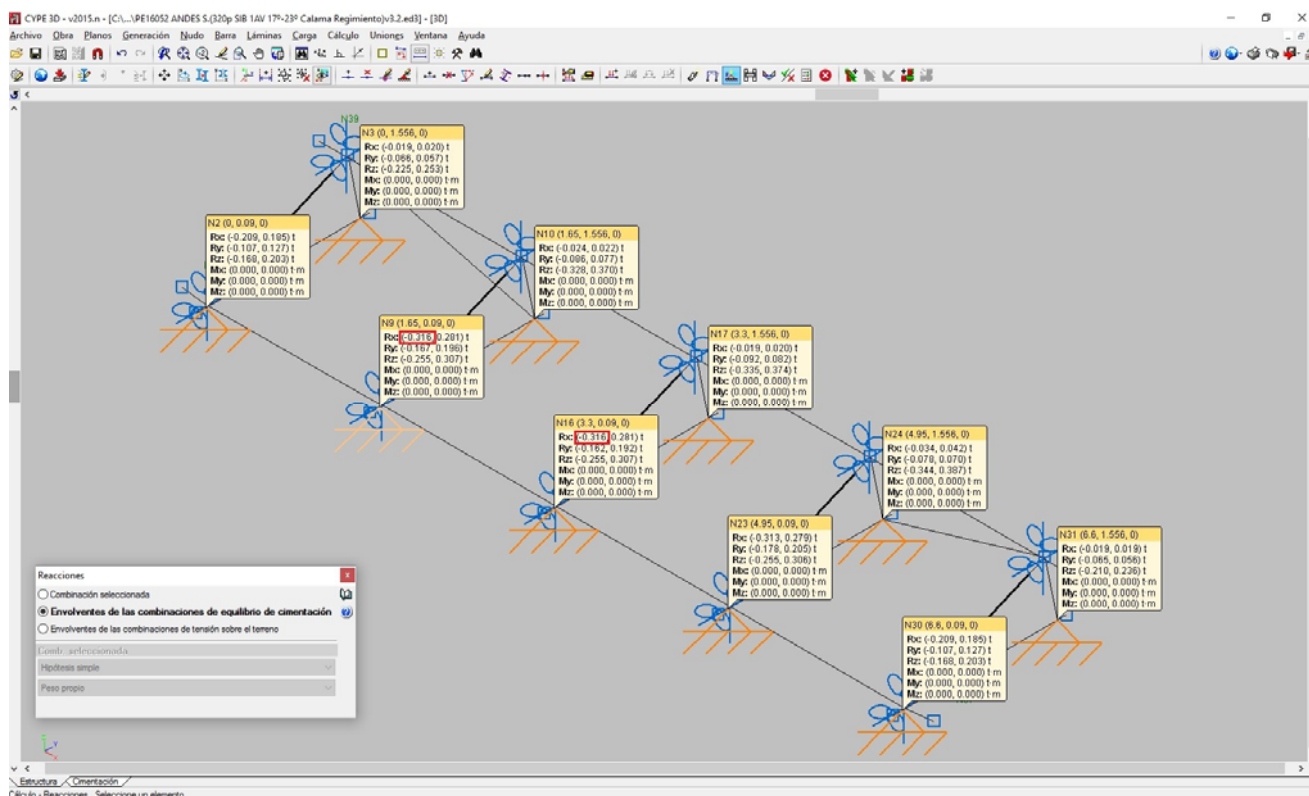 CYPE 3D - v2015.n - [C:\...\PE16052 ANDES S.(320p SIB 1AV 17º-23º Calama Regimiento)v3.2.ed3] - [3D]
Archivo Obra Planos Generación Nudo Barra Láminas Carga Cálculo Uniones Ventana Ayuda
N39
N3 (0, 1.556, 0)
Rx: (-0.019, 0.020) t
Ry: (-0.066, 0.057) t
Rz: (-0.225, 0.253) t
Mx: (0.000, 0.000) t·m
My: (0.000, 0.000) t·m
Mz: (0.000, 0.000) t·m
N2 (0, 0.09, 0)
Rx: (-0.209, 0.185) t
Ry: (-0.107, 0.127) t
Rz: (-0.168, 0.203) t
Mx: (0.000, 0.000) t·m
My: (0.000, 0.000) t·m
Mz: (0.000, 0.000) t·m
N10 (1.65, 1.556, 0)
Rx: (-0.024, 0.022) t
Ry: (-0.086, 0.077) t
Rz: (-0.328, 0.370) t
Mx: (0.000, 0.000) t·m
My: (0.000, 0.000) t·m
Mz: (0.000, 0.000) t·m
N9 (1.65, 0.09, 0)
Rx: (-0.316, 0.281) t
Ry: (-0.167, 0.196) t
Rz: (-0.255, 0.307) t
Mx: (0.000, 0.000) t·m
My: (0.000, 0.000) t·m
Mz: (0.000, 0.000) t·m
N17 (3.3, 1.556, 0)
Rx: (-0.019, 0.020) t
Ry: (-0.092, 0.082) t
Rz: (-0.335, 0.374) t
Mx: (0.000, 0.000) t·m
My: (0.000, 0.000) t·m
Mz: (0.000, 0.000) t·m
N16 (3.3, 0.09, 0)
Rx: (-0.316, 0.281) t
Ry: (-0.162, 0.192) t
Rz: (-0.255, 0.307) t
Mx: (0.000, 0.000) t·m
My: (0.000, 0.000) t·m
Mz: (0.000, 0.000) t·m
N24 (4.95, 1.556, 0)
Rx: (-0.034, 0.042) t
Ry: (-0.078, 0.070) t
Rz: (-0.344, 0.387) t
Mx: (0.000, 0.000) t·m
My: (0.000, 0.000) t·m
Mz: (0.000, 0.000) t·m
N23 (4.95, 0.09, 0)
Rx: (-0.313, 0.279) t
Ry: (-0.178, 0.205) t
Rz: (-0.255, 0.306) t
Mx: (0.000, 0.000) t·m
My: (0.000, 0.000) t·m
Mz: (0.000, 0.000) t·m
N31 (6.6, 1.556, 0)
Rx: (-0.019, 0.019) t
Ry: (-0.065, 0.056) t
Rz: (-0.210, 0.236) t
Mx: (0.000, 0.000) t·m
My: (0.000, 0.000) t·m
Mz: (0.000, 0.000) t·m
N30 (6.6, 0.09, 0)
Rx: (-0.209, 0.185) t
Ry: (-0.107, 0.127) t
Rz: (-0.168, 0.203) t
Mx: (0.000, 0.000) t·m
My: (0.000, 0.000) t·m
Mz: (0.000, 0.000) t·m
Reacciones
Combinación seleccionada
Envolventes de las combinaciones de equilibrio de cimentación
Envolventes de las combinaciones de tensión sobre el terreno
Comb. seleccionada
Hipótesis simple
Peso propio
Estructura Cimentación
Cálculo - Reacciones Seleccione un elemento